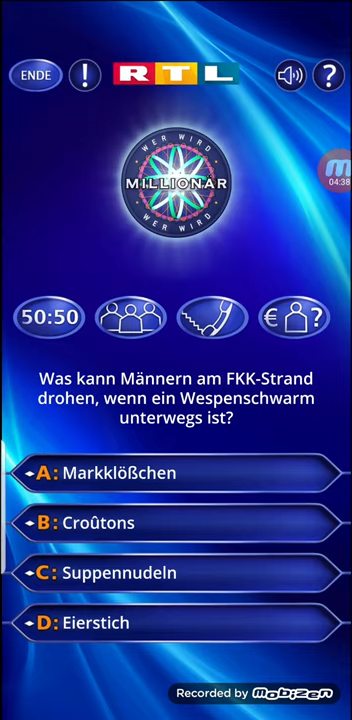 ENDE
!
RTL
?
WER WIRD
MILLIONÄR
WER WIRD
04:38
50:50
€ ?
Was kann Männern am FKK-Strand
drohen, wenn ein Wespenschwarm
unterwegs ist?
A: Markklößchen
B: Croûtons
C: Suppennudeln
D: Eierstich
Recorded by Mobizen